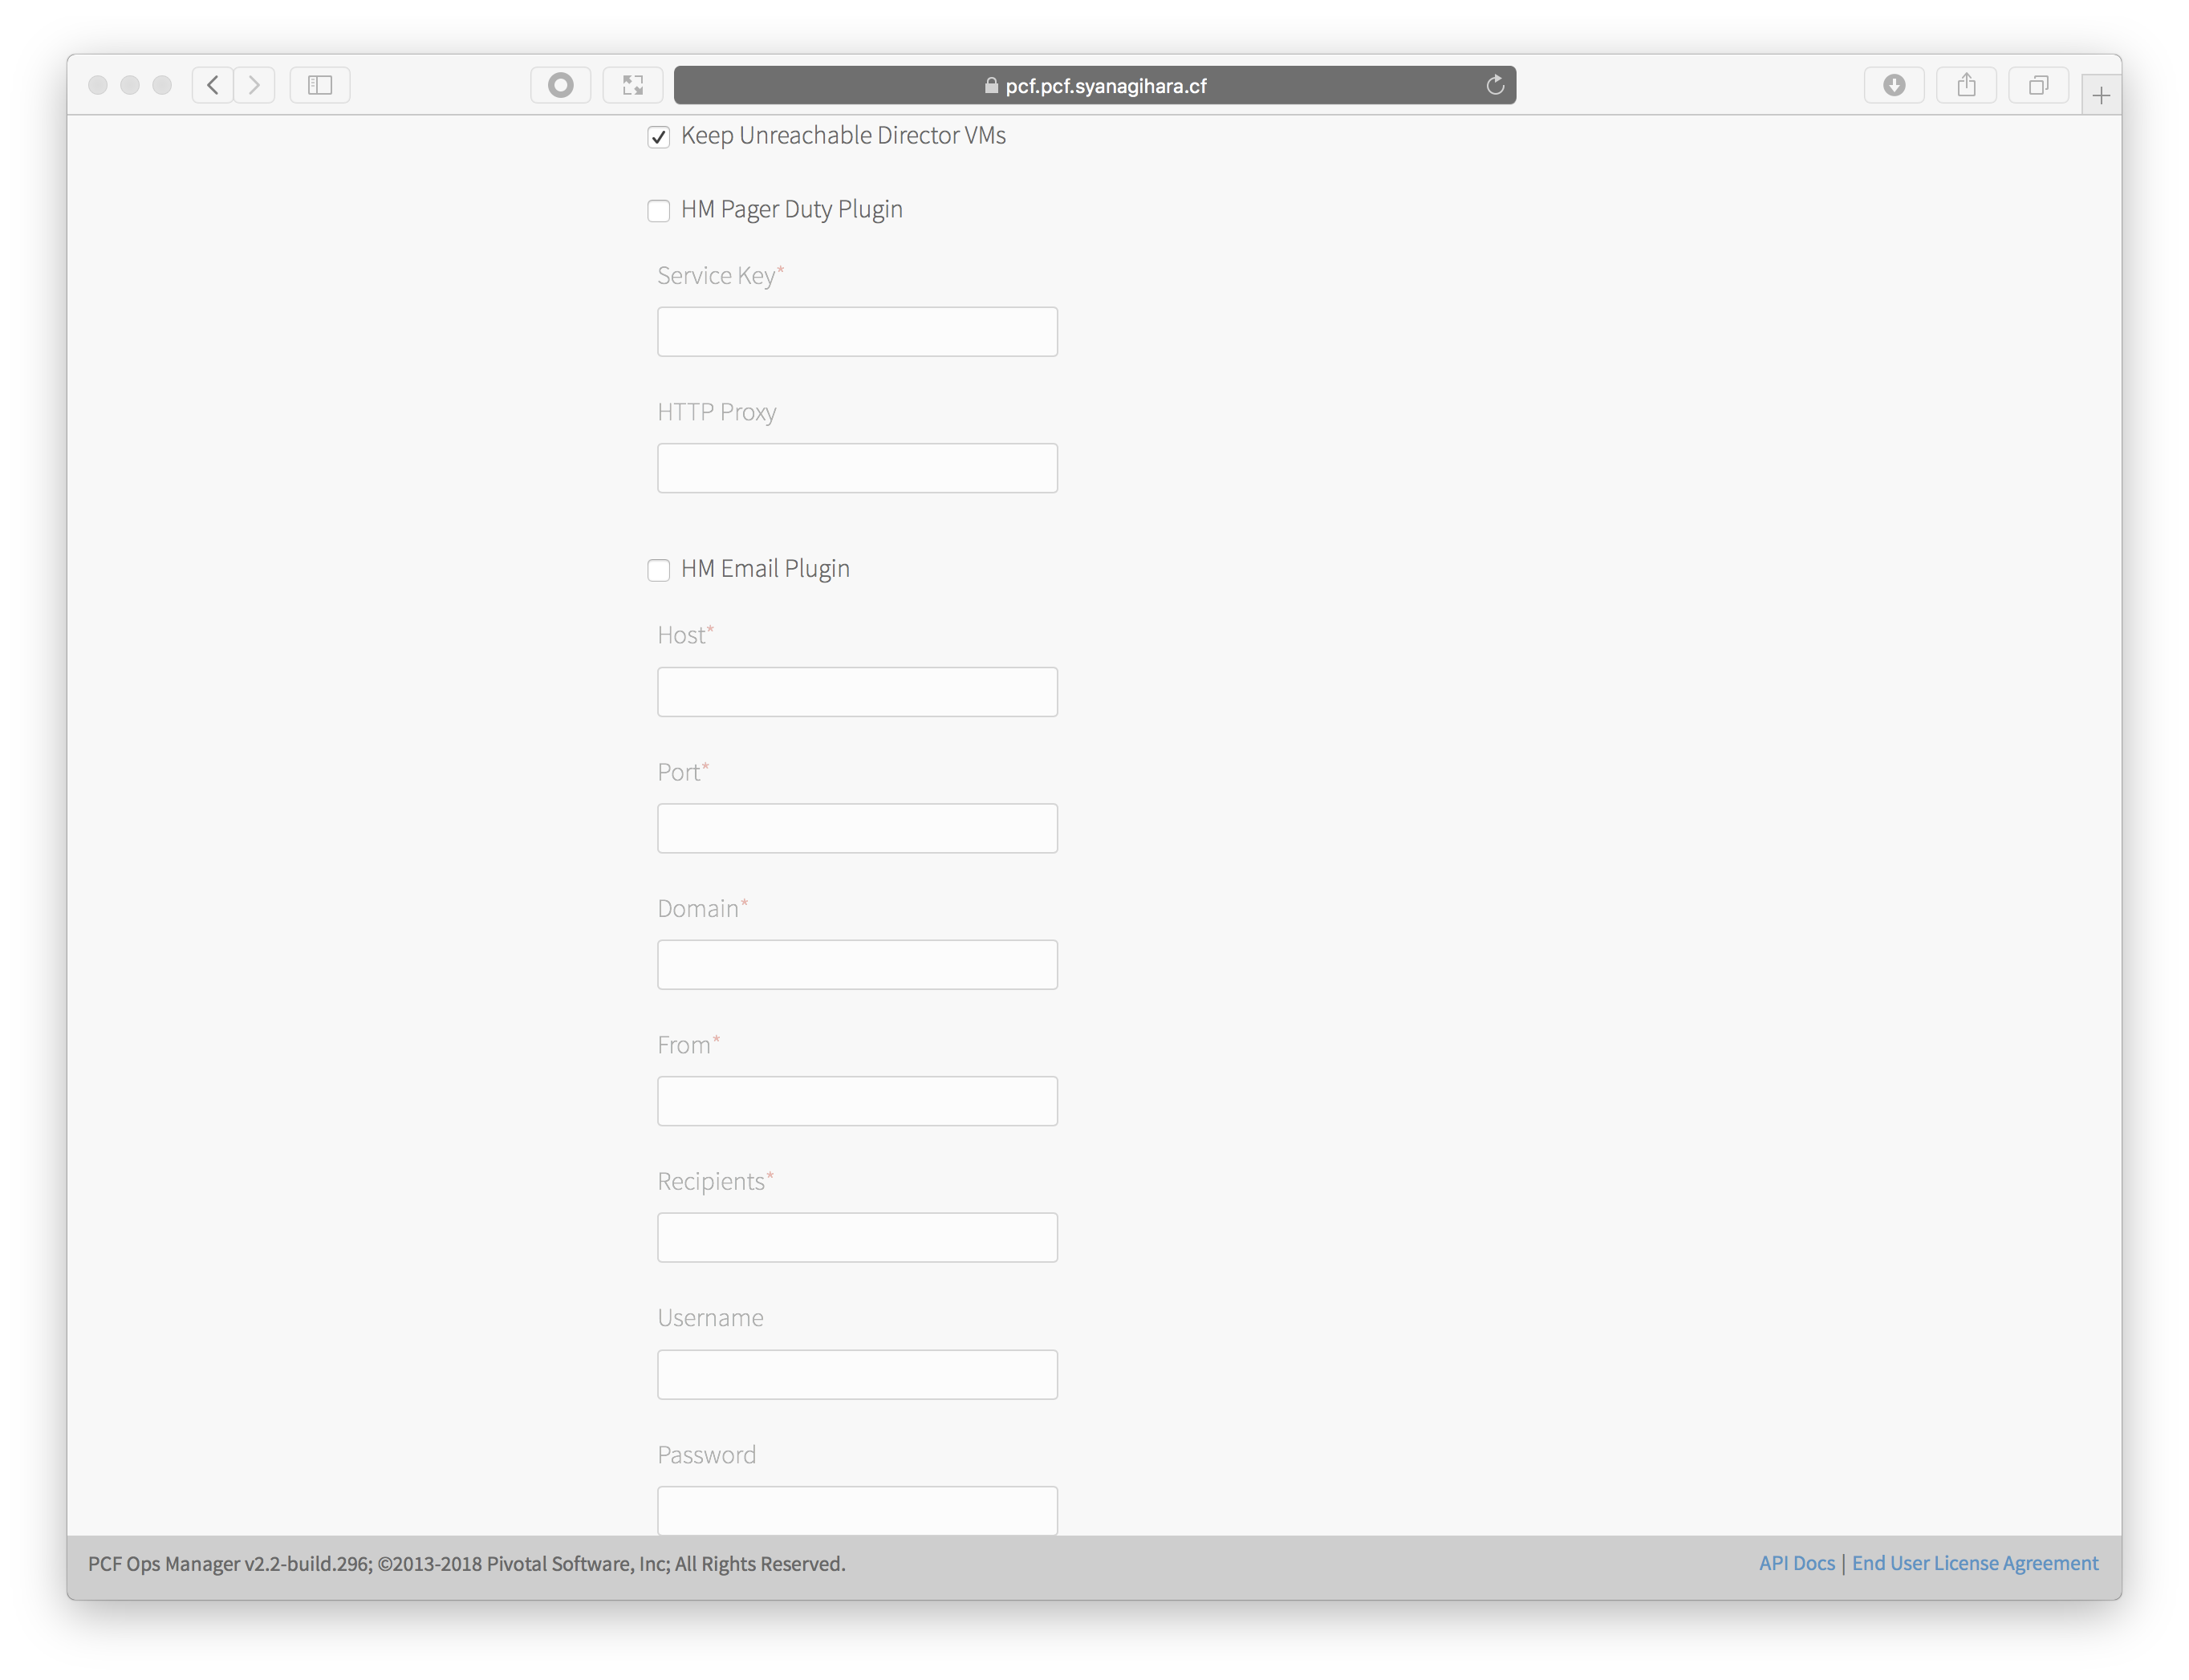 pcf.pcf.syanagihara.cf
Keep Unreachable Director VMs
HM Pager Duty Plugin
Service Key*
HTTP Proxy
HM Email Plugin
Host*
Port*
Domain*
From*
Recipients*
Username
Password
PCF Ops Manager v2.2-build.296; ©2013-2018 Pivotal Software, Inc; All Rights Reserved.
API Docs | End User License Agreement